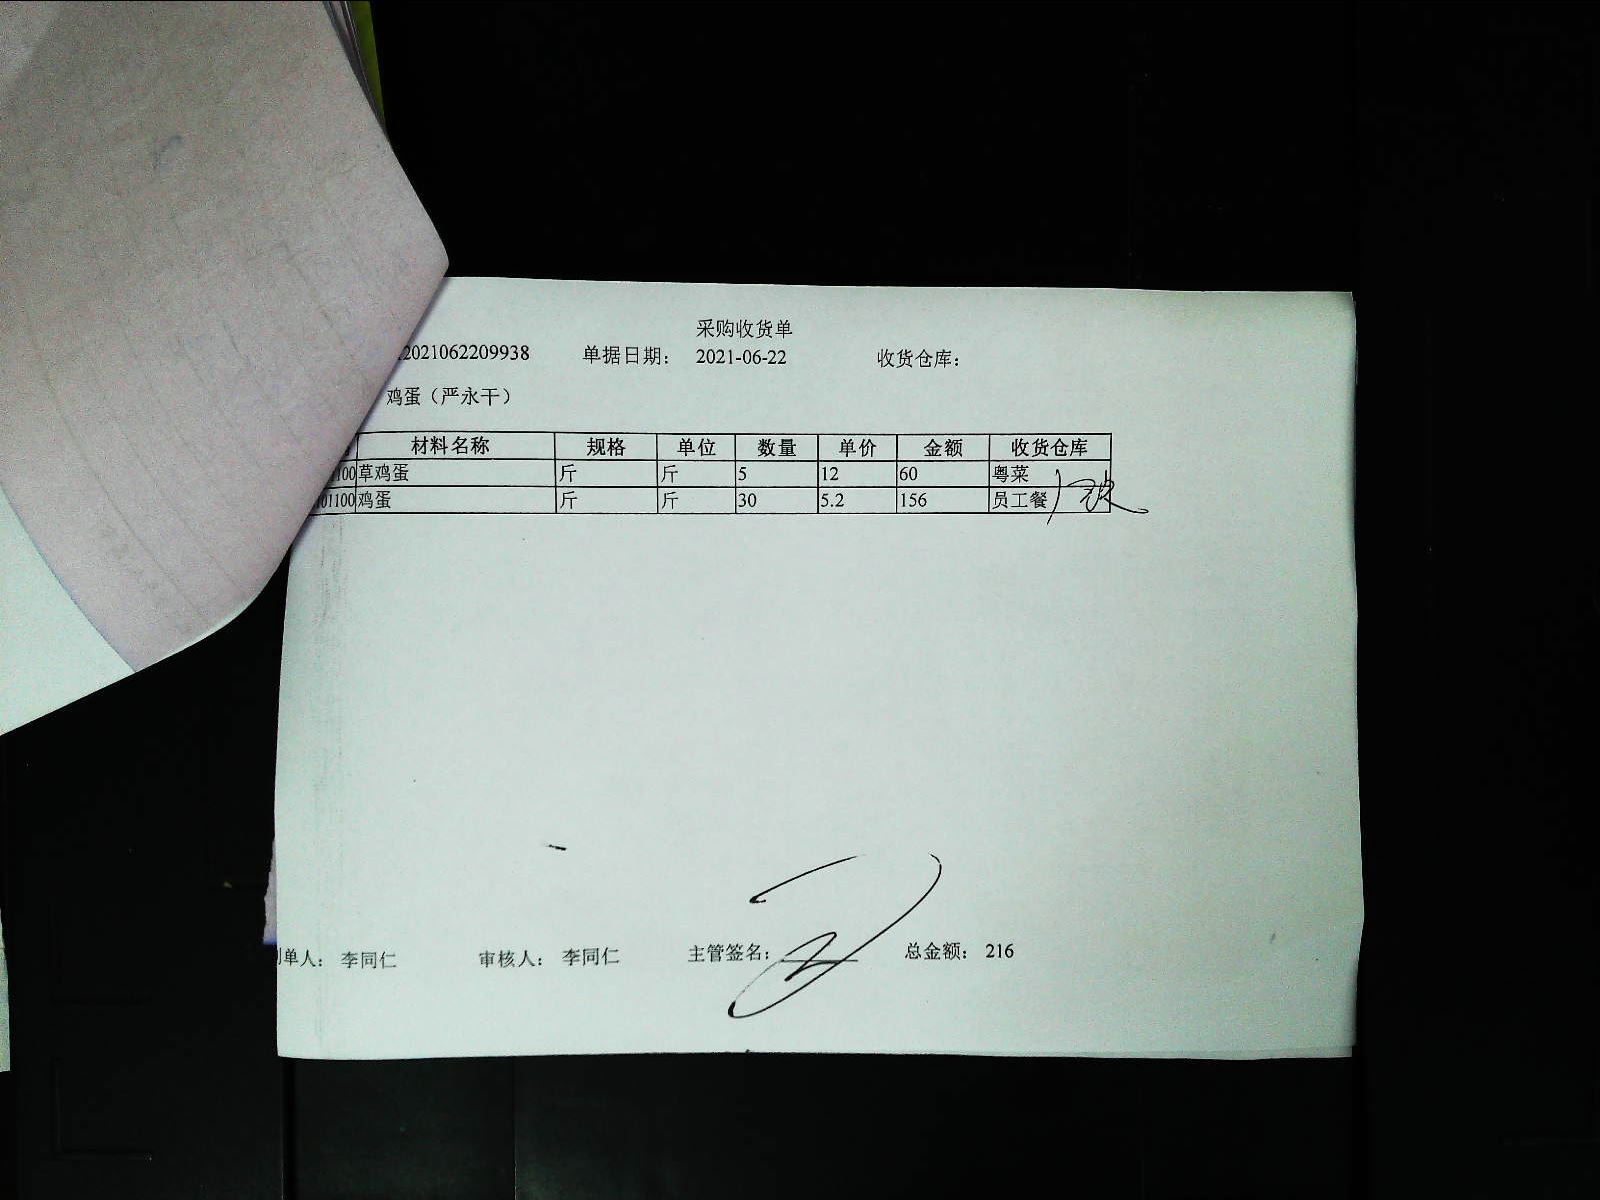 采购收货单
2021062209938 单据日期： 2021-06-22 收货仓库：
鸡蛋（严永干）
材料名称 规格 单位 数量 单价 金额 收货仓库
100 草鸡蛋 斤 斤 5 12 60 粤菜
01100 鸡蛋 斤 斤 30 5.2 156 员工餐
单人： 李同仁 审核人： 李同仁 主管签名： 总金额： 216